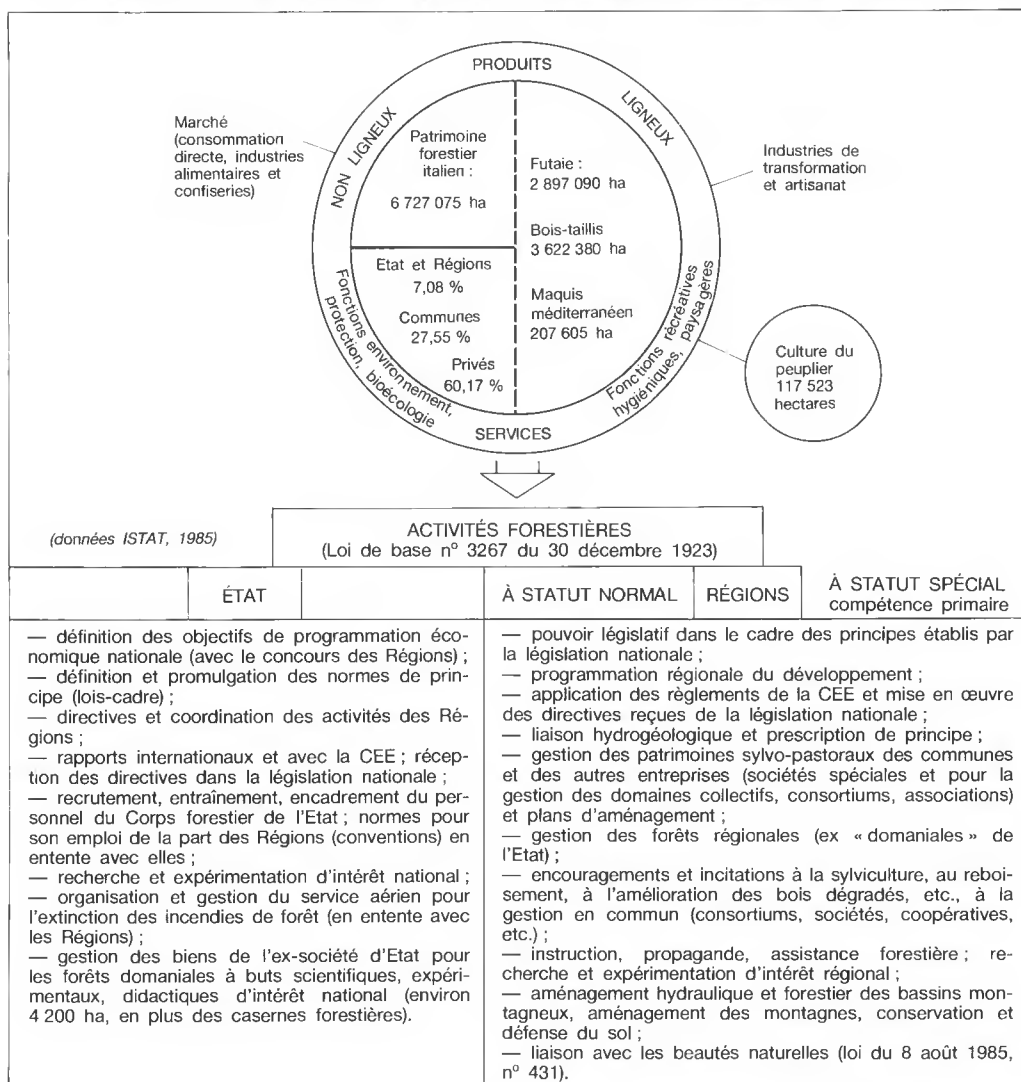 PRODUITS
NON LIGNEUX
LIGNEUX
Marché
(consommation
directe, industries
alimentaires et
confiseries)
Patrimoine
forestier
italien :
6 727 075 ha
Futaie :
2 897 090 ha
Industries de
transformation
et artisanat
Bois-taillis
3 622 380 ha
Etat et Régions
7,08 %
Communes
27,55 %
Privés
60,17 %
Maquis
méditerranéen
207 605 ha
Fonctions environnement,
protection, bioécologie
Fonctions récréatives
hygiéniques, paysagères
Culture du
peuplier
117 523
hectares
SERVICES
(données ISTAT, 1985)
ACTIVITÉS FORESTIÈRES
(Loi de base nº 3267 du 30 décembre 1923)
ÉTAT
À STATUT NORMAL
RÉGIONS
À STATUT SPÉCIAL
compétence primaire
— définition des objectifs de programmation éco-
nomique nationale (avec le concours des Régions) ;
— définition et promulgation des normes de prin-
cipe (lois-cadre) ;
— directives et coordination des activités des Ré-
gions ;
— rapports internationaux et avec la CEE ; récep-
tion des directives dans la législation nationale ;
— recrutement, entraînement, encadrement du per-
sonnel du Corps forestier de l'Etat ; normes pour
son emploi de la part des Régions (conventions) en
entente avec elles ;
— recherche et expérimentation d'intérêt national ;
— organisation et gestion du service aérien pour
l'extinction des incendies de forêt (en entente avec
les Régions) ;
— gestion des biens de l'ex-société d'Etat pour
les forêts domaniales à buts scientifiques, expéri-
mentaux, didactiques d'intérêt national (environ
4 200 ha, en plus des casernes forestières).
— pouvoir législatif dans le cadre des principes établis par
la législation nationale ;
— programmation régionale du développement ;
— application des règlements de la CEE et mise en œuvre
des directives reçues de la législation nationale ;
— liaison hydrogéologique et prescription de principe ;
— gestion des patrimoines sylvo-pastoraux des communes
et des autres entreprises (sociétés spéciales et pour la
gestion des domaines collectifs, consortiums, associations)
et plans d'aménagement ;
— gestion des forêts régionales (ex « domaniales » de
l'Etat) ;
— encouragements et incitations à la sylviculture, au reboi-
sement, à l'amélioration des bois dégradés, etc., à la
gestion en commun (consortiums, sociétés, coopératives,
etc.) ;
— instruction, propagande, assistance forestière ; re-
cherche et expérimentation d'intérêt régional ;
— aménagement hydraulique et forestier des bassins mon-
tagneux, aménagement des montagnes, conservation et
défense du sol ;
— liaison avec les beautés naturelles (loi du 8 août 1985,
nº 431).